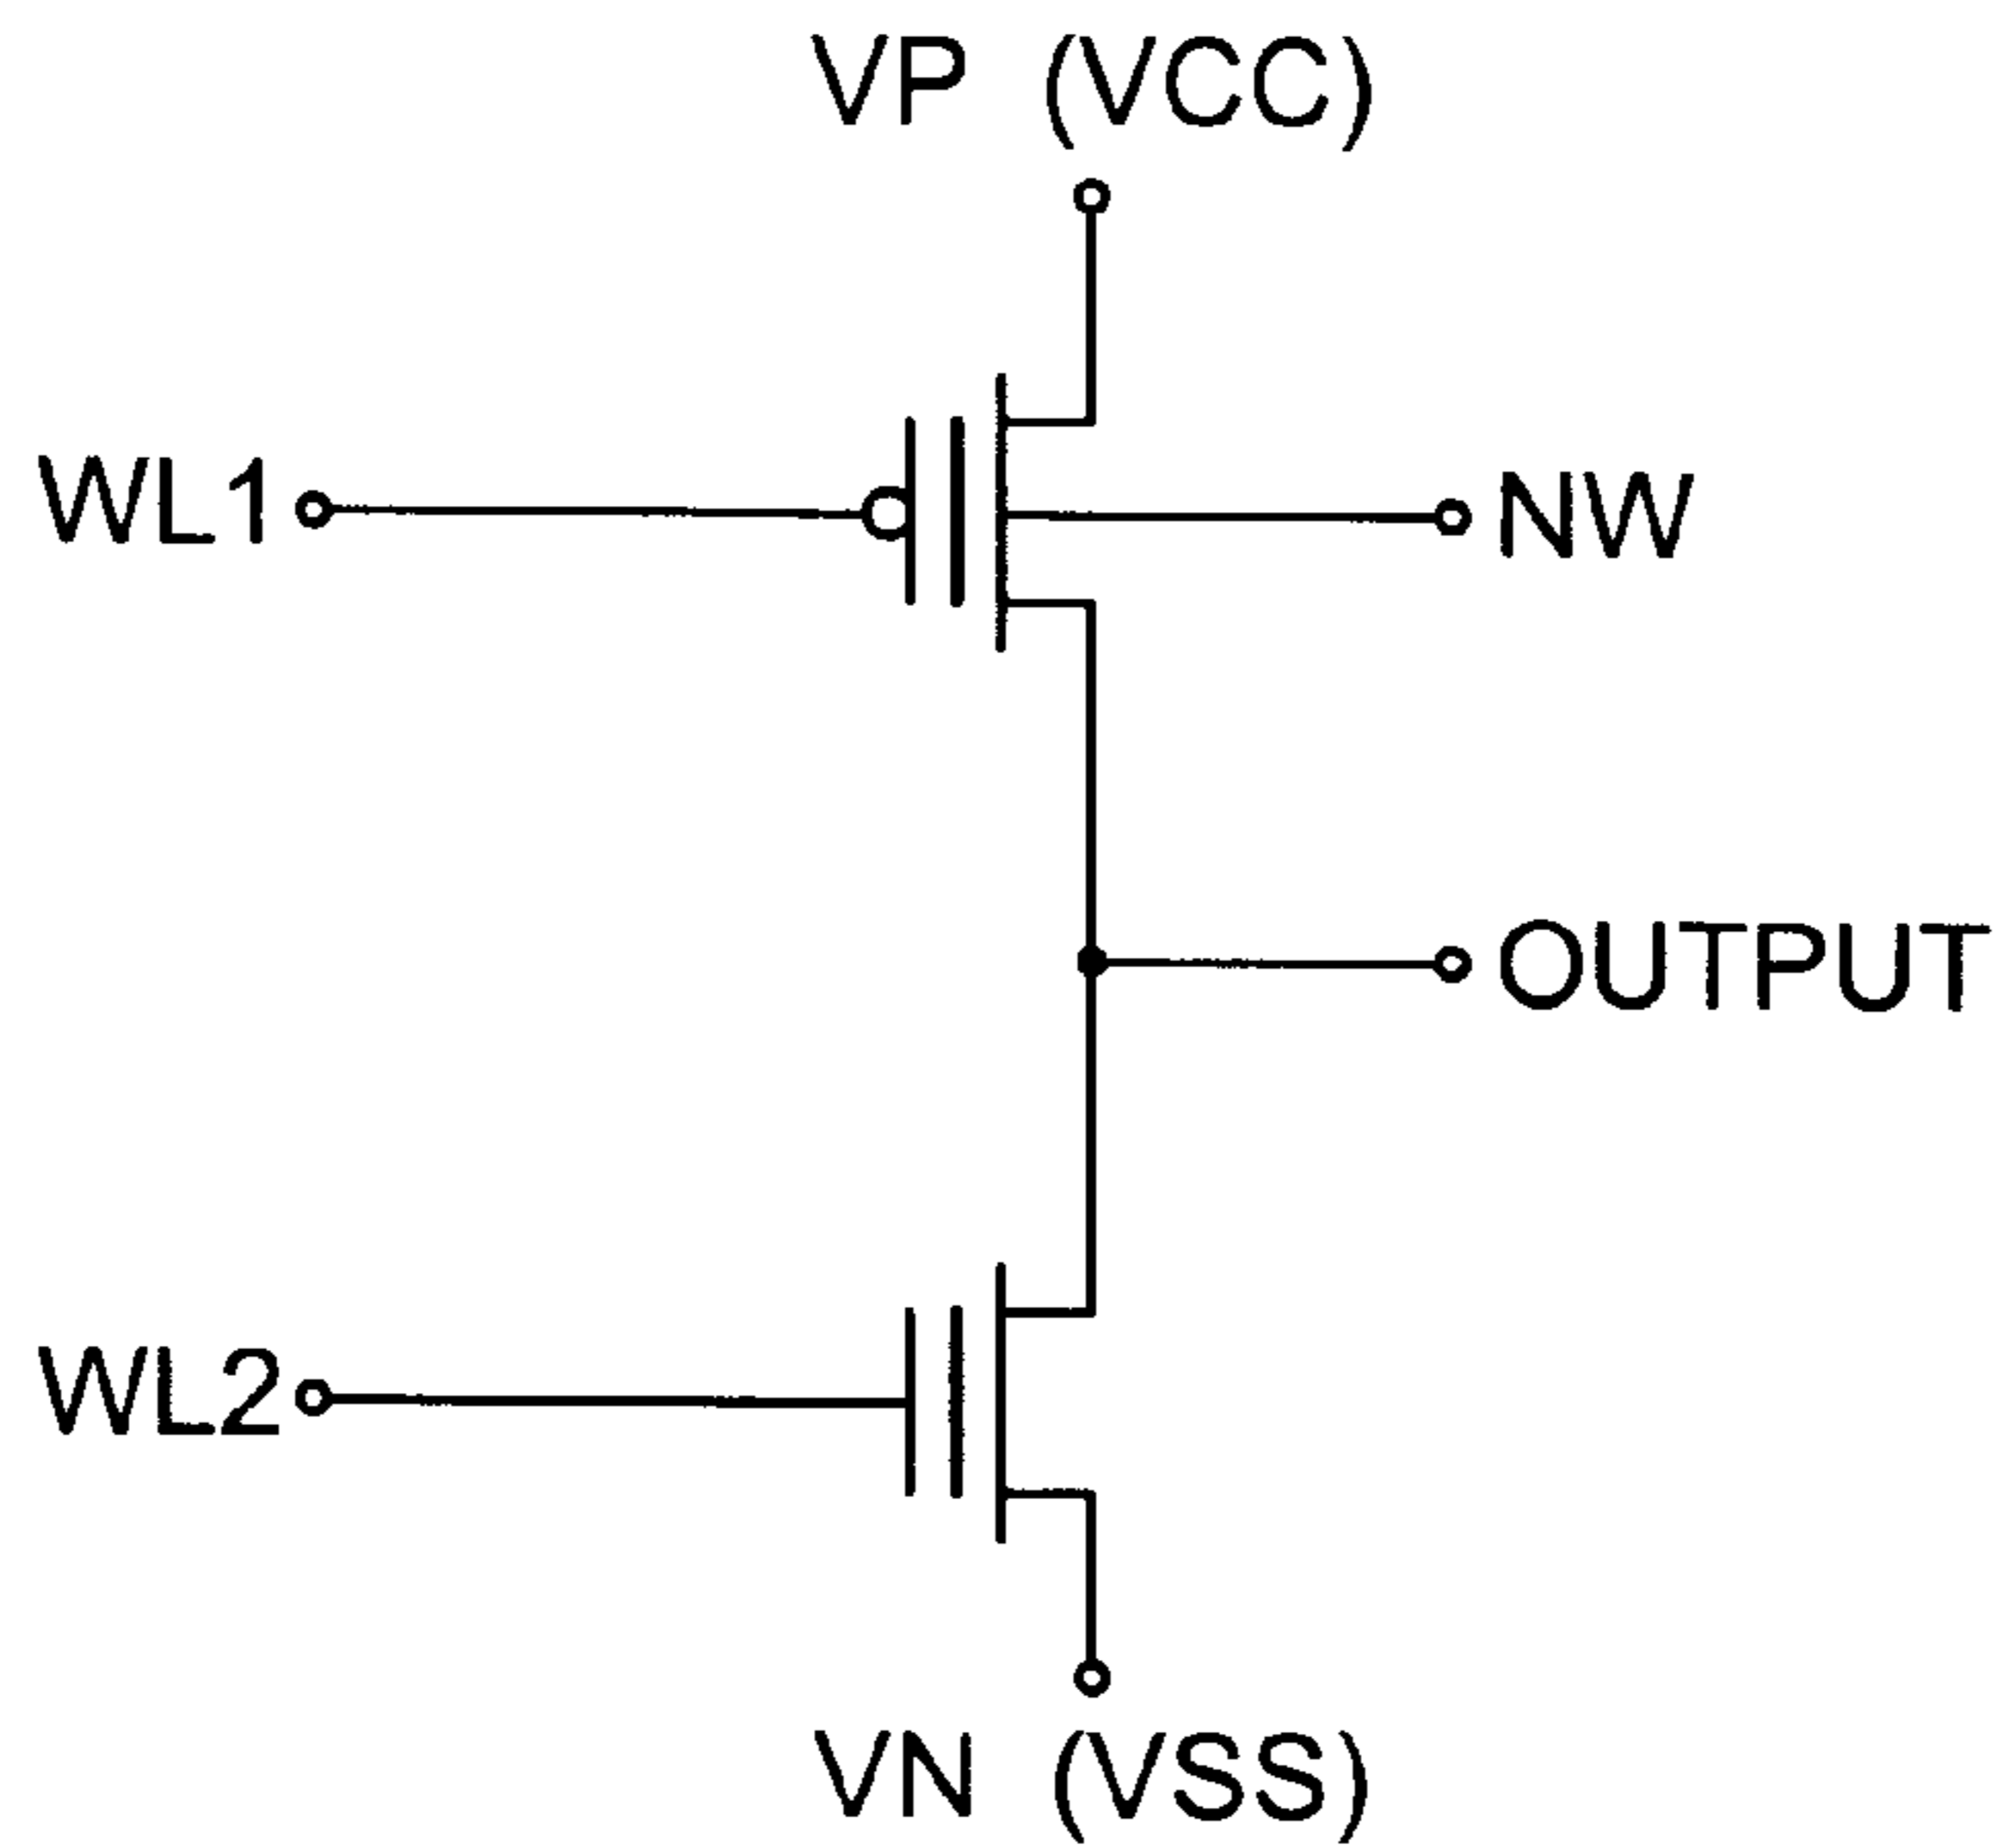 VP (VCC)
WL1
NW
OUTPUT
WL2
VN (VSS)